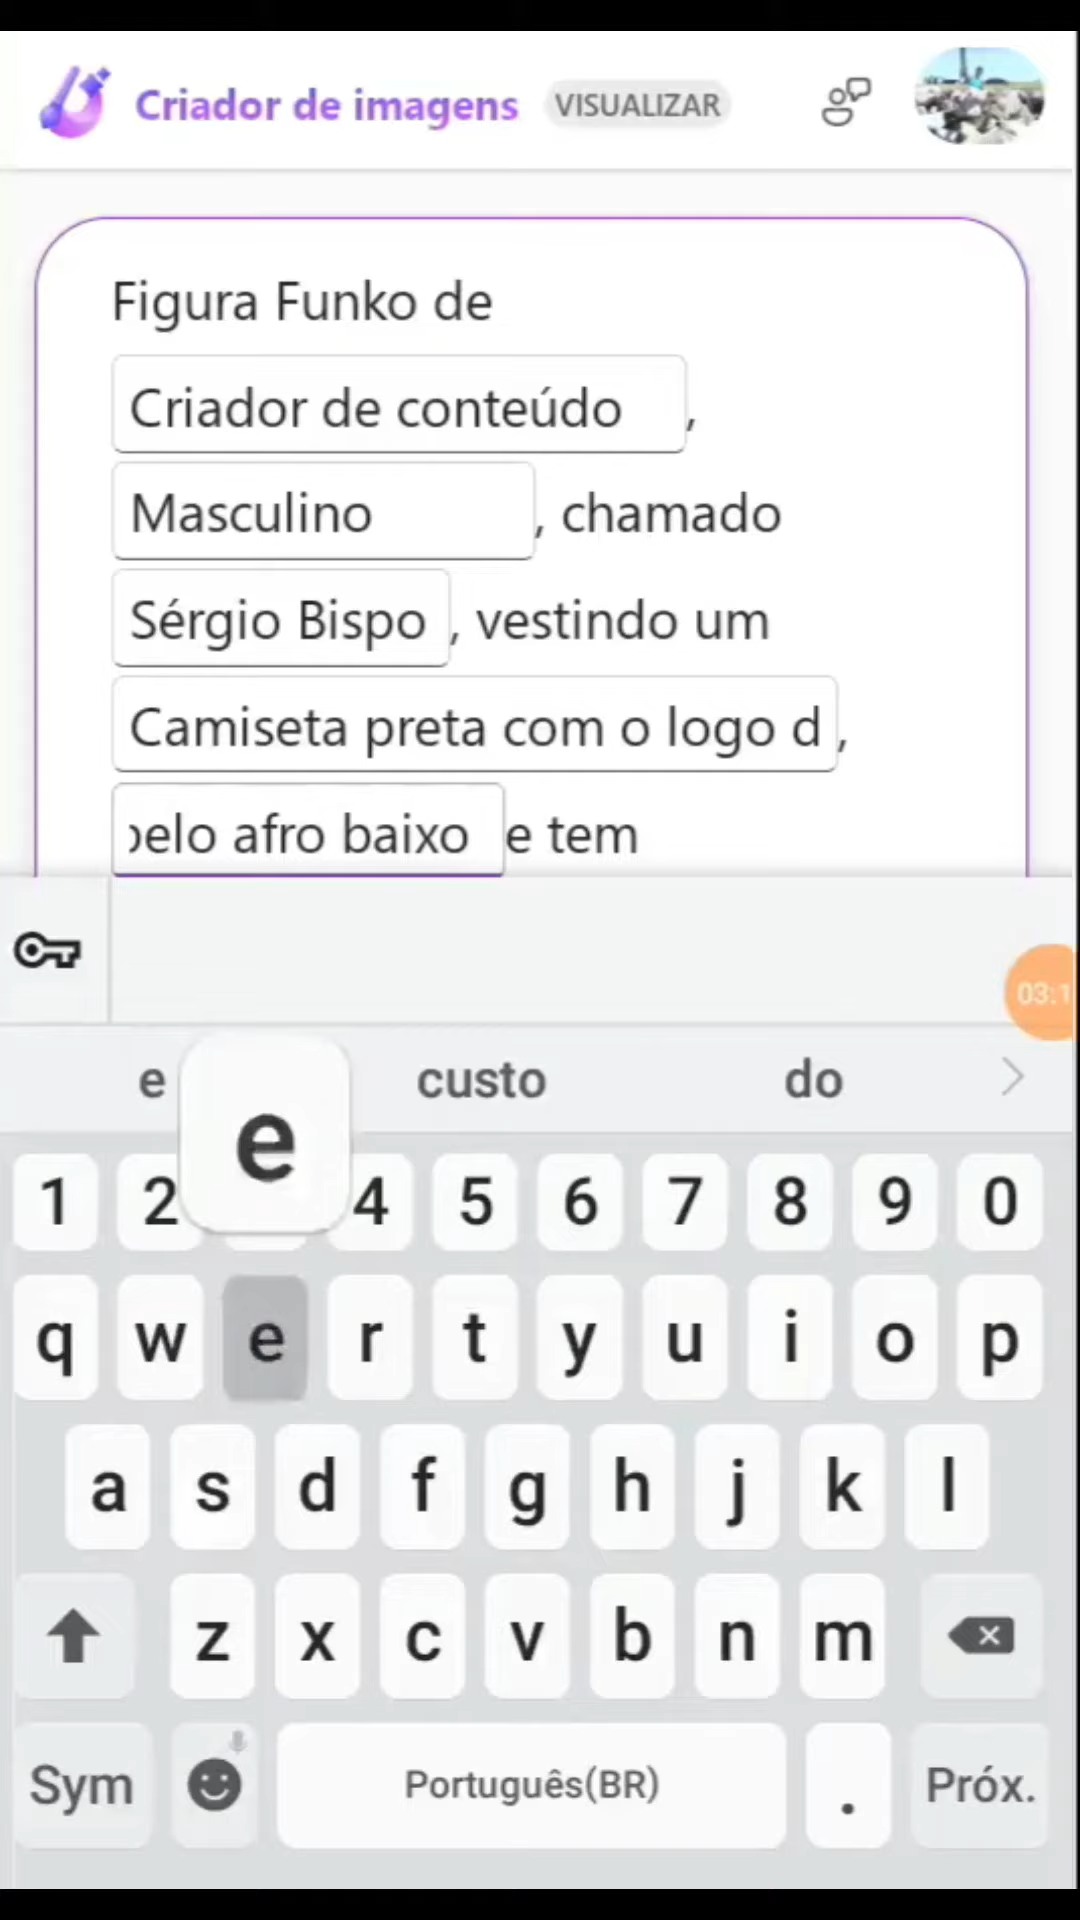 Criador de imagens VISUALIZAR
Figura Funko de
Criador de conteúdo ,
Masculino , chamado
Sérgio Bispo , vestindo um
Camiseta preta com o logo d ,
pelo afro baixo e tem
03:1
e custo do
e
1 2 4 5 6 7 8 9 0
q w e r t y u i o p
a s d f g h j k l
z x c v b n m
Sym Português(BR) . Próx.